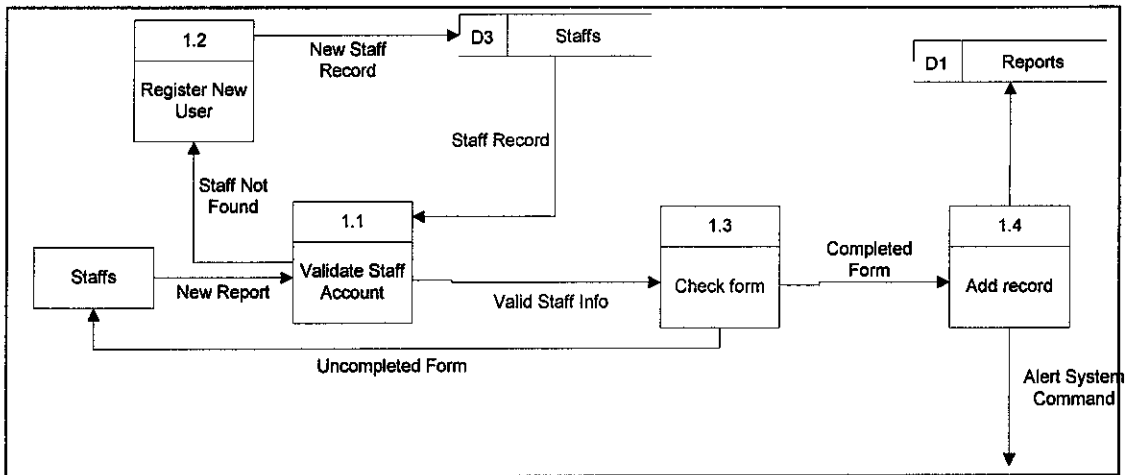 1.2
Register New
User
New Staff
Record
D3
Staffs
D1
Reports
Staff Record
Staff Not
Found
1.1
Validate Staff
Account
Staffs
New Report
Valid Staff Info
1.3
Check form
Completed
Form
1.4
Add record
Uncompleted Form
Alert System
Command